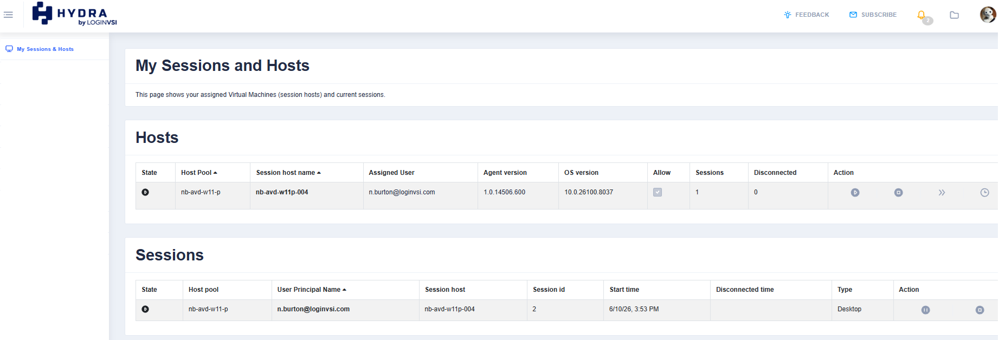 HYDRA
by LOGINVSI
FEEDBACK
SUBSCRIBE
2
My Sessions & Hosts
My Sessions and Hosts
This page shows your assigned Virtual Machines (session hosts) and current sessions.
Hosts
State Host Pool Session host name Assigned User Agent version OS version Allow Sessions Disconnected Action
nb-avd-w11-p nb-avd-w11p-004 n.burton@loginvsi.com 1.0.14506.600 10.0.26100.8037 1 0
Sessions
State Host pool User Principal Name Session host Session id Start time Disconnected time Type Action
nb-avd-w11-p n.burton@loginvsi.com nb-avd-w11p-004 2 6/10/26, 3:53 PM Desktop